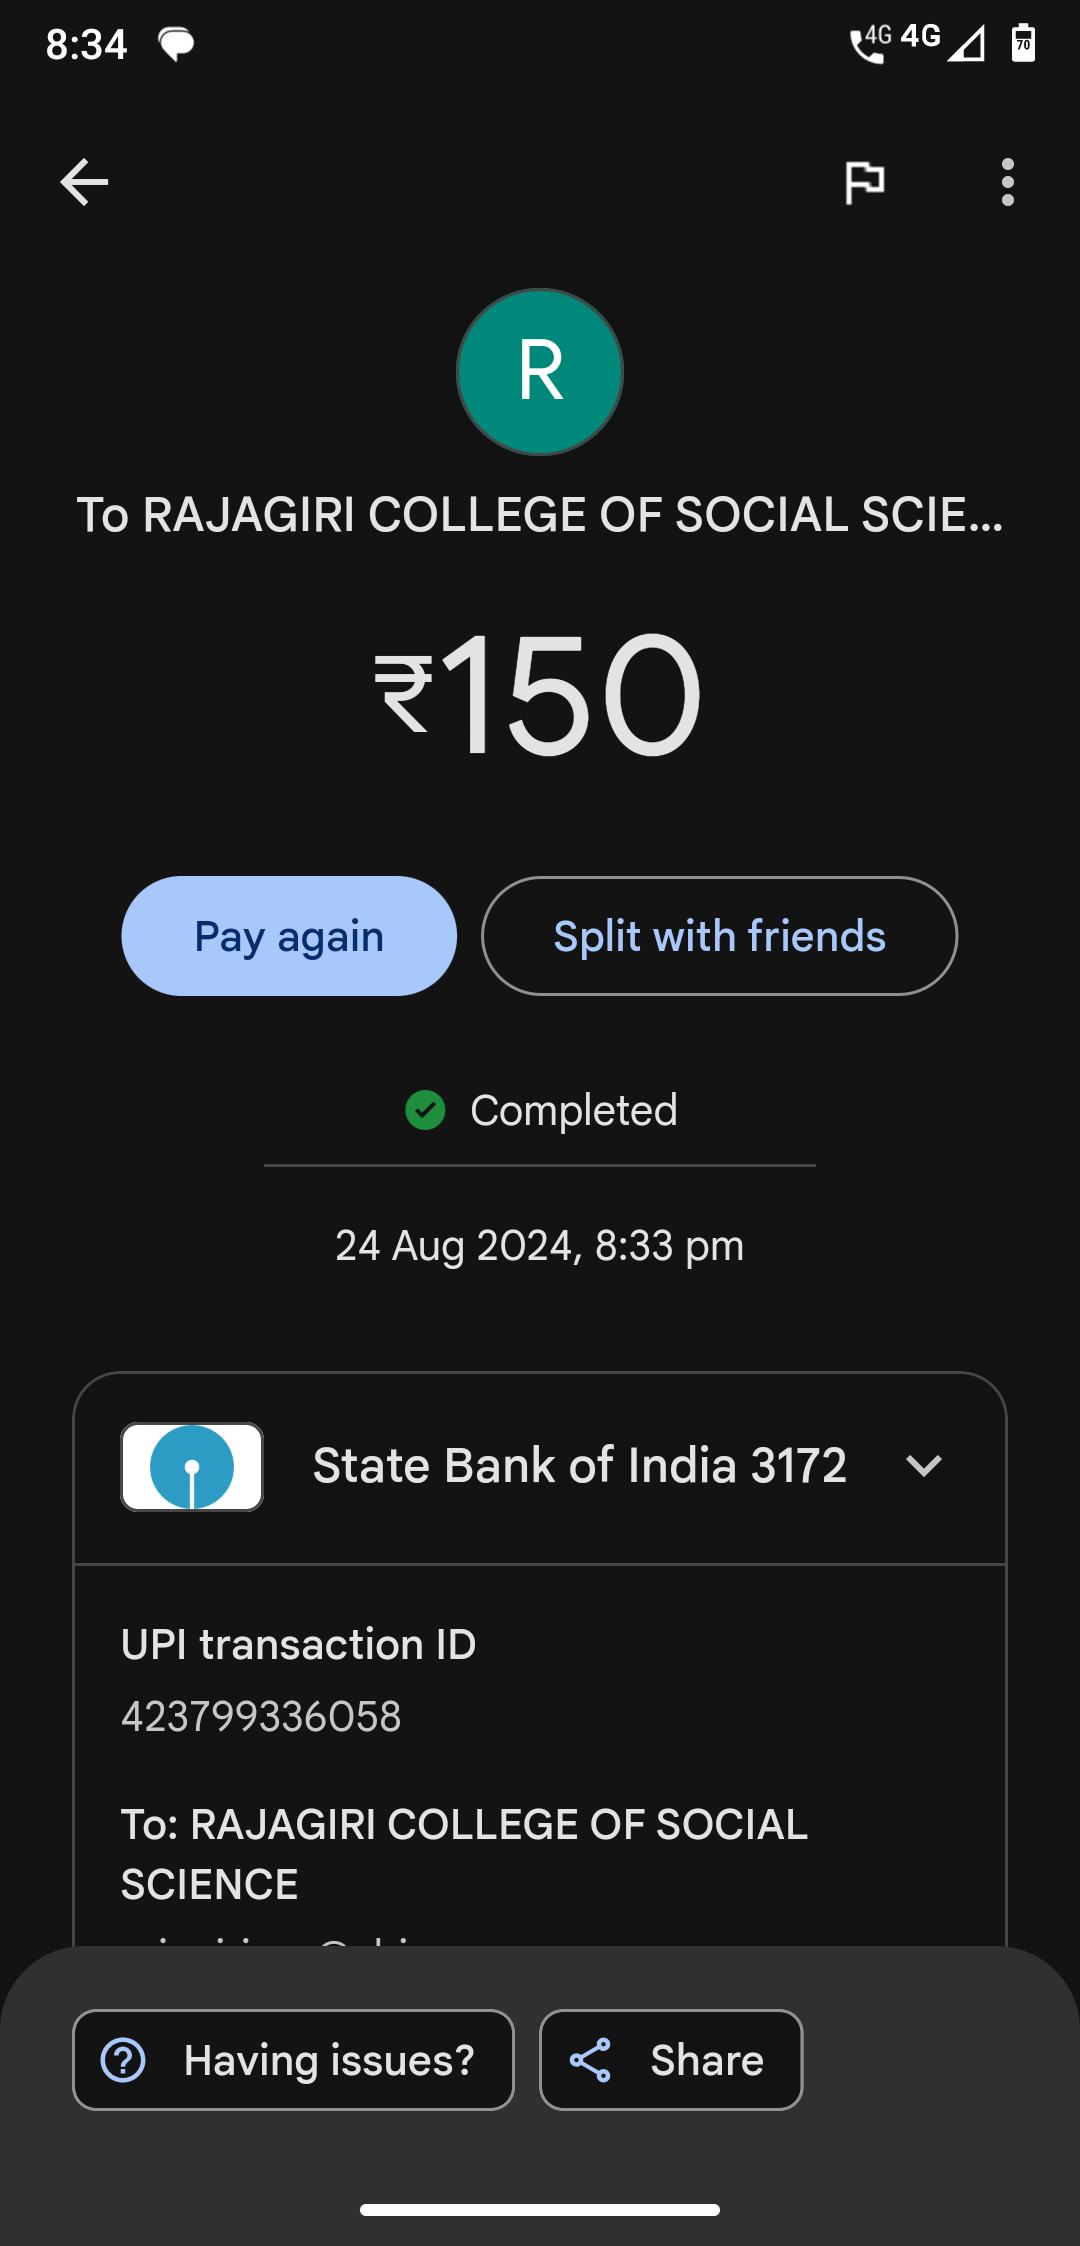 8:34
4G 4G 70
R
To RAJAGIRI COLLEGE OF SOCIAL SCIE...
₹150
Pay again
Split with friends
Completed
24 Aug 2024, 8:33 pm
State Bank of India 3172
UPI transaction ID
423799336058
To: RAJAGIRI COLLEGE OF SOCIAL
SCIENCE
Having issues?
Share